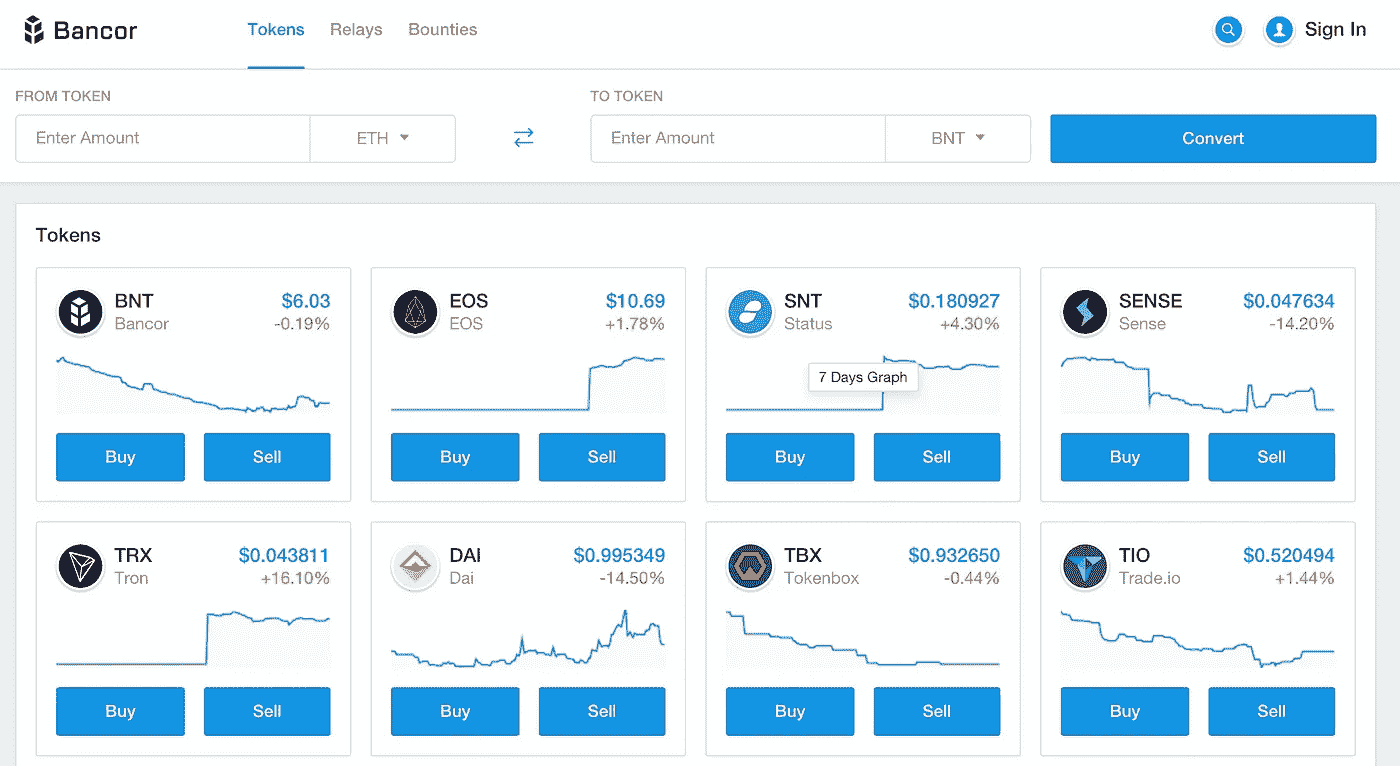 Bancor Tokens Relays Bounties Sign In
FROM TOKEN TO TOKEN
Enter Amount ETH Enter Amount BNT Convert
Tokens
BNT $6.03 EOS $10.69 SNT $0.180927 SENSE $0.047634
Bancor -0.19% EOS +1.78% Status +4.30% Sense -14.20%
7 Days Graph
Buy Sell Buy Sell Buy Sell Buy Sell
TRX $0.043811 DAI $0.995349 TBX $0.932650 TIO $0.520494
Tron +16.10% Dai -14.50% Tokenbox -0.44% Trade.io +1.44%
Buy Sell Buy Sell Buy Sell Buy Sell